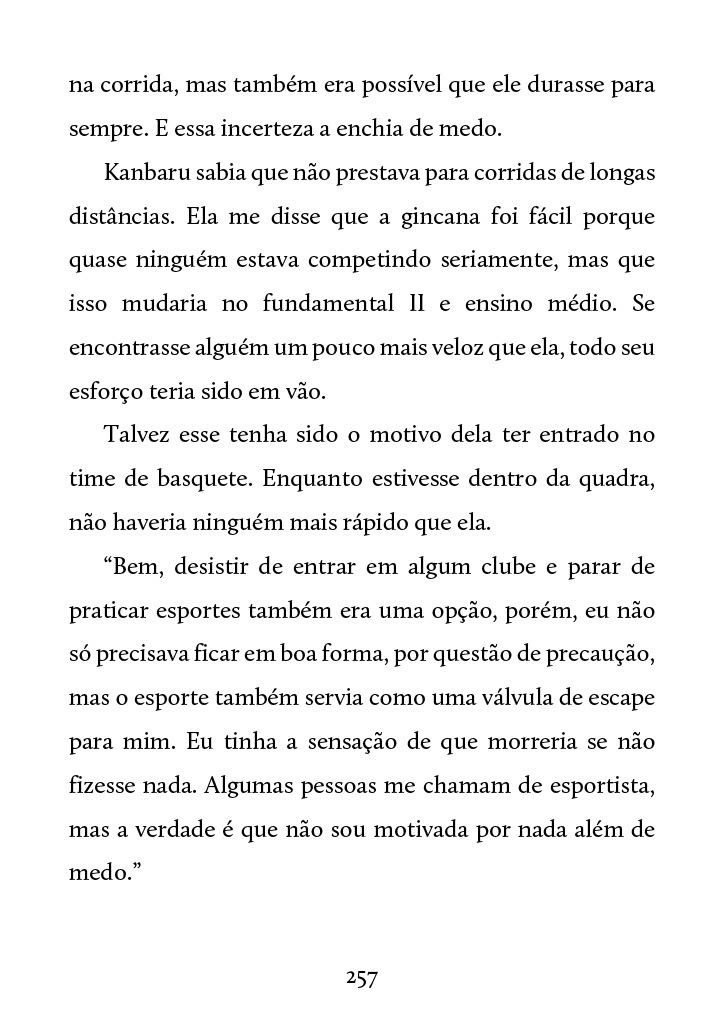 na corrida, mas também era possível que ele durasse para
sempre. E essa incerteza a enchia de medo.
Kanbaru sabia que não prestava para corridas de longas
distâncias. Ela me disse que a gincana foi fácil porque
quase ninguém estava competindo seriamente, mas que
isso mudaria no fundamental II e ensino médio. Se
encontrasse alguém um pouco mais veloz que ela, todo seu
esforço teria sido em vão.
Talvez esse tenha sido o motivo dela ter entrado no
time de basquete. Enquanto estivesse dentro da quadra,
não haveria ninguém mais rápido que ela.
“Bem, desistir de entrar em algum clube e parar de
praticar esportes também era uma opção, porém, eu não
só precisava ficar em boa forma, por questão de precaução,
mas o esporte também servia como uma válvula de escape
para mim. Eu tinha a sensação de que morreria se não
fizesse nada. Algumas pessoas me chamam de esportista,
mas a verdade é que não sou motivada por nada além de
medo.”
257